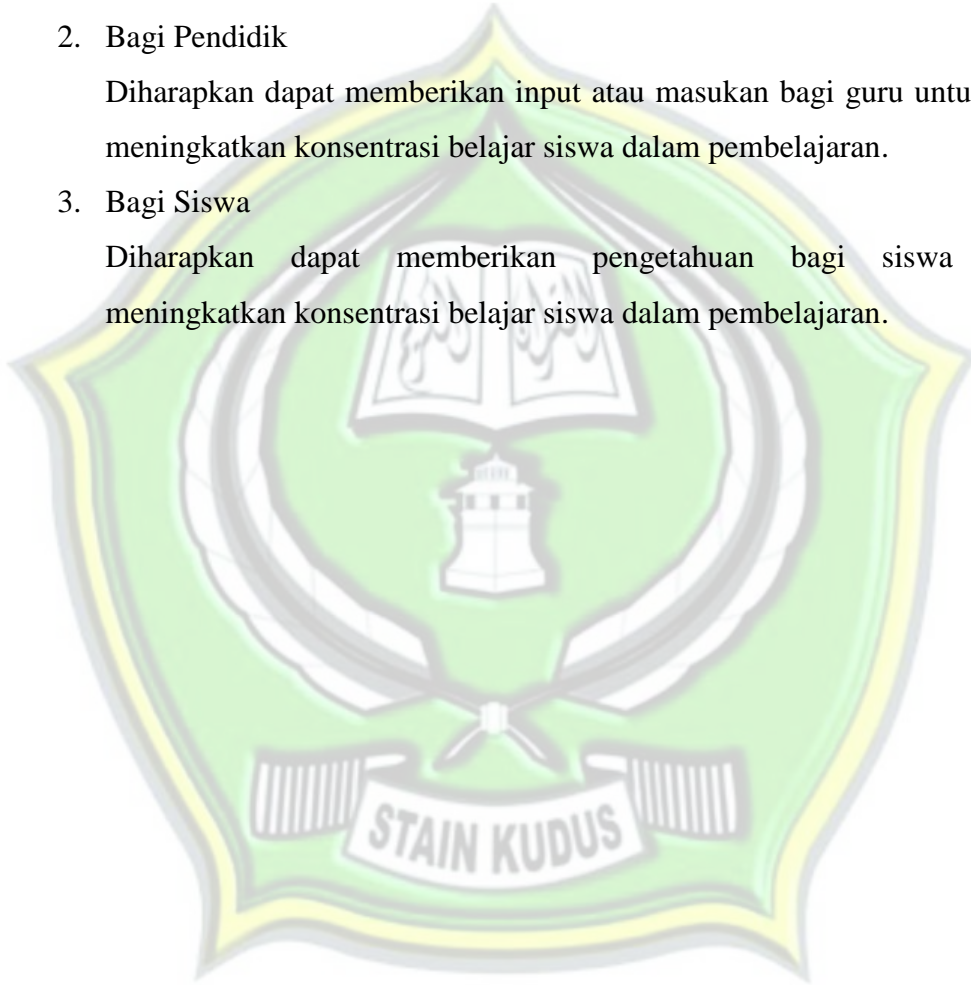 2. Bagi Pendidik
Diharapkan dapat memberikan input atau masukan bagi guru untu
meningkatkan konsentrasi belajar siswa dalam pembelajaran.
3. Bagi Siswa
Diharapkan dapat memberikan pengetahuan bagi siswa
meningkatkan konsentrasi belajar siswa dalam pembelajaran.
STAIN KUDUS